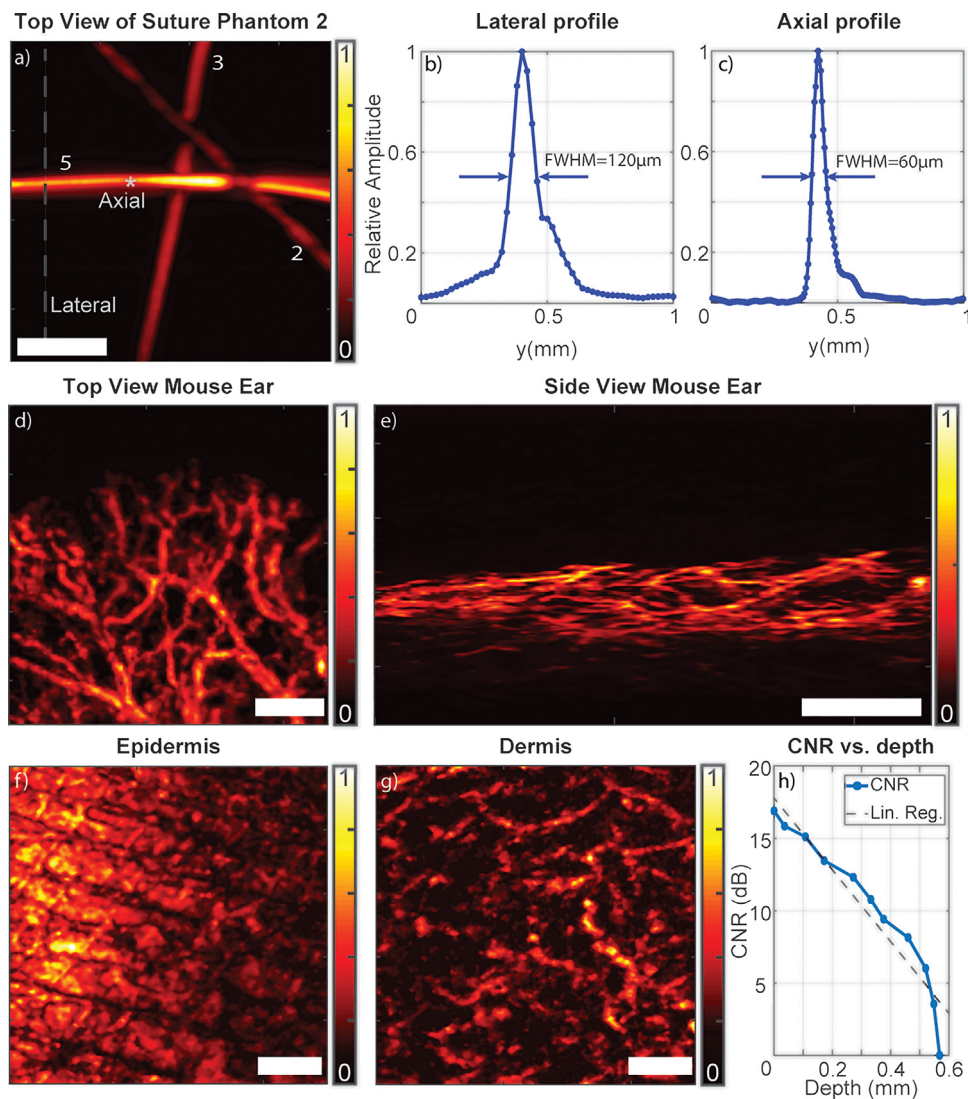 Top View of Suture Phantom 2
Lateral profile
Axial profile
a)
3
5
*
Axial
2
Lateral
1
0
b)
1
0.6
0.2
Relative Amplitude
FWHM=120μm
0
0.5
1
y(mm)
c)
1
0.6
0.2
FWHM=60μm
0
0.5
1
y(mm)
Top View Mouse Ear
Side View Mouse Ear
d)
1
0
e)
1
0
Epidermis
Dermis
CNR vs. depth
f)
1
0
g)
1
0
h)
CNR
Lin. Reg.
20
15
10
5
0
CNR (dB)
0
0.2
0.4
0.6
Depth (mm)